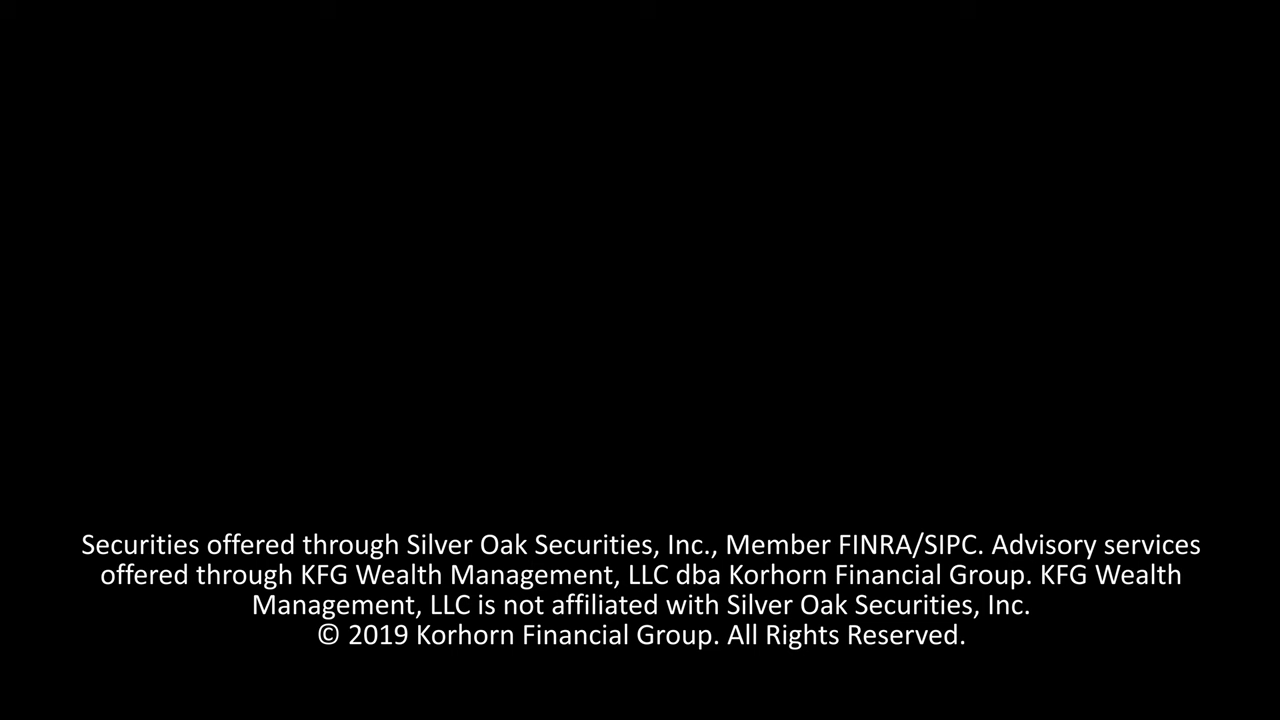 Securities offered through Silver Oak Securities, Inc., Member FINRA/SIPC. Advisory services
offered through KFG Wealth Management, LLC dba Korhorn Financial Group. KFG Wealth
Management, LLC is not affiliated with Silver Oak Securities, Inc.
© 2019 Korhorn Financial Group. All Rights Reserved.